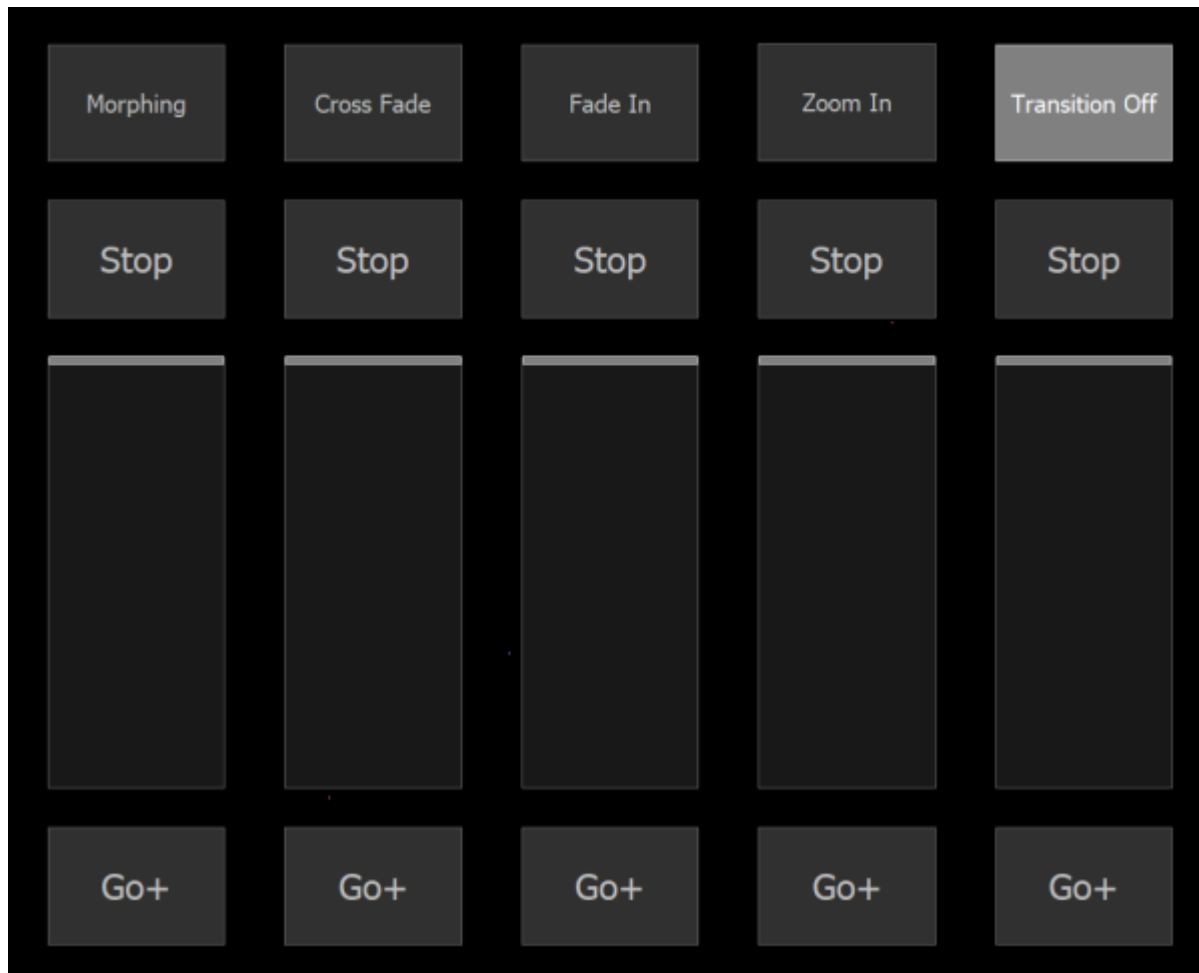 Morphing
Cross Fade
Fade In
Zoom In
Transition Off
Stop
Stop
Stop
Stop
Stop
Go+
Go+
Go+
Go+
Go+